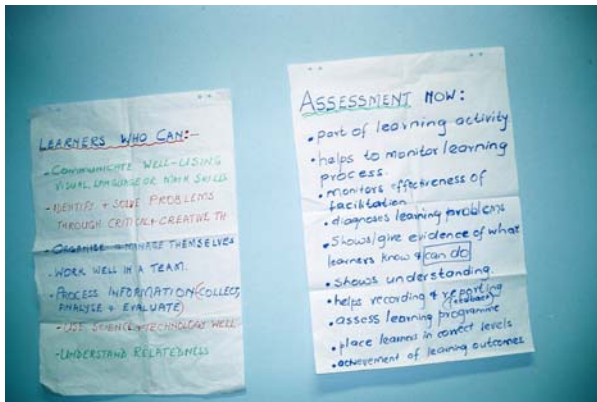 LEARNERS WHO CAN:-
- COMMUNICATE WELL-USING
VISUAL, LANGUAGE OR MATH SKILLS
- IDENTIFY + SOLVE PROBLEMS
THROUGH CRITICAL + CREATIVE TH
- ORGANISE + MANAGE THEMSELVES
- WORK WELL IN A TEAM.
- PROCESS INFORMATION (COLLECT,
ANALYSE + EVALUATE)
- USE SCIENCE + TECHNOLOGY WELL
- UNDERSTAND RELATEDNESS
ASSESSMENT NOW:
• part of learning activity
• helps to monitor learning
process.
• monitors effectiveness of
facilitation
• diagnoses learning problems
• Shows/give evidence of what
learners know + can do
• shows understanding.
• helps recording + reporting
(feedback)
• assess learning programme
• place learners in correct levels
• achievement of learning outcomes